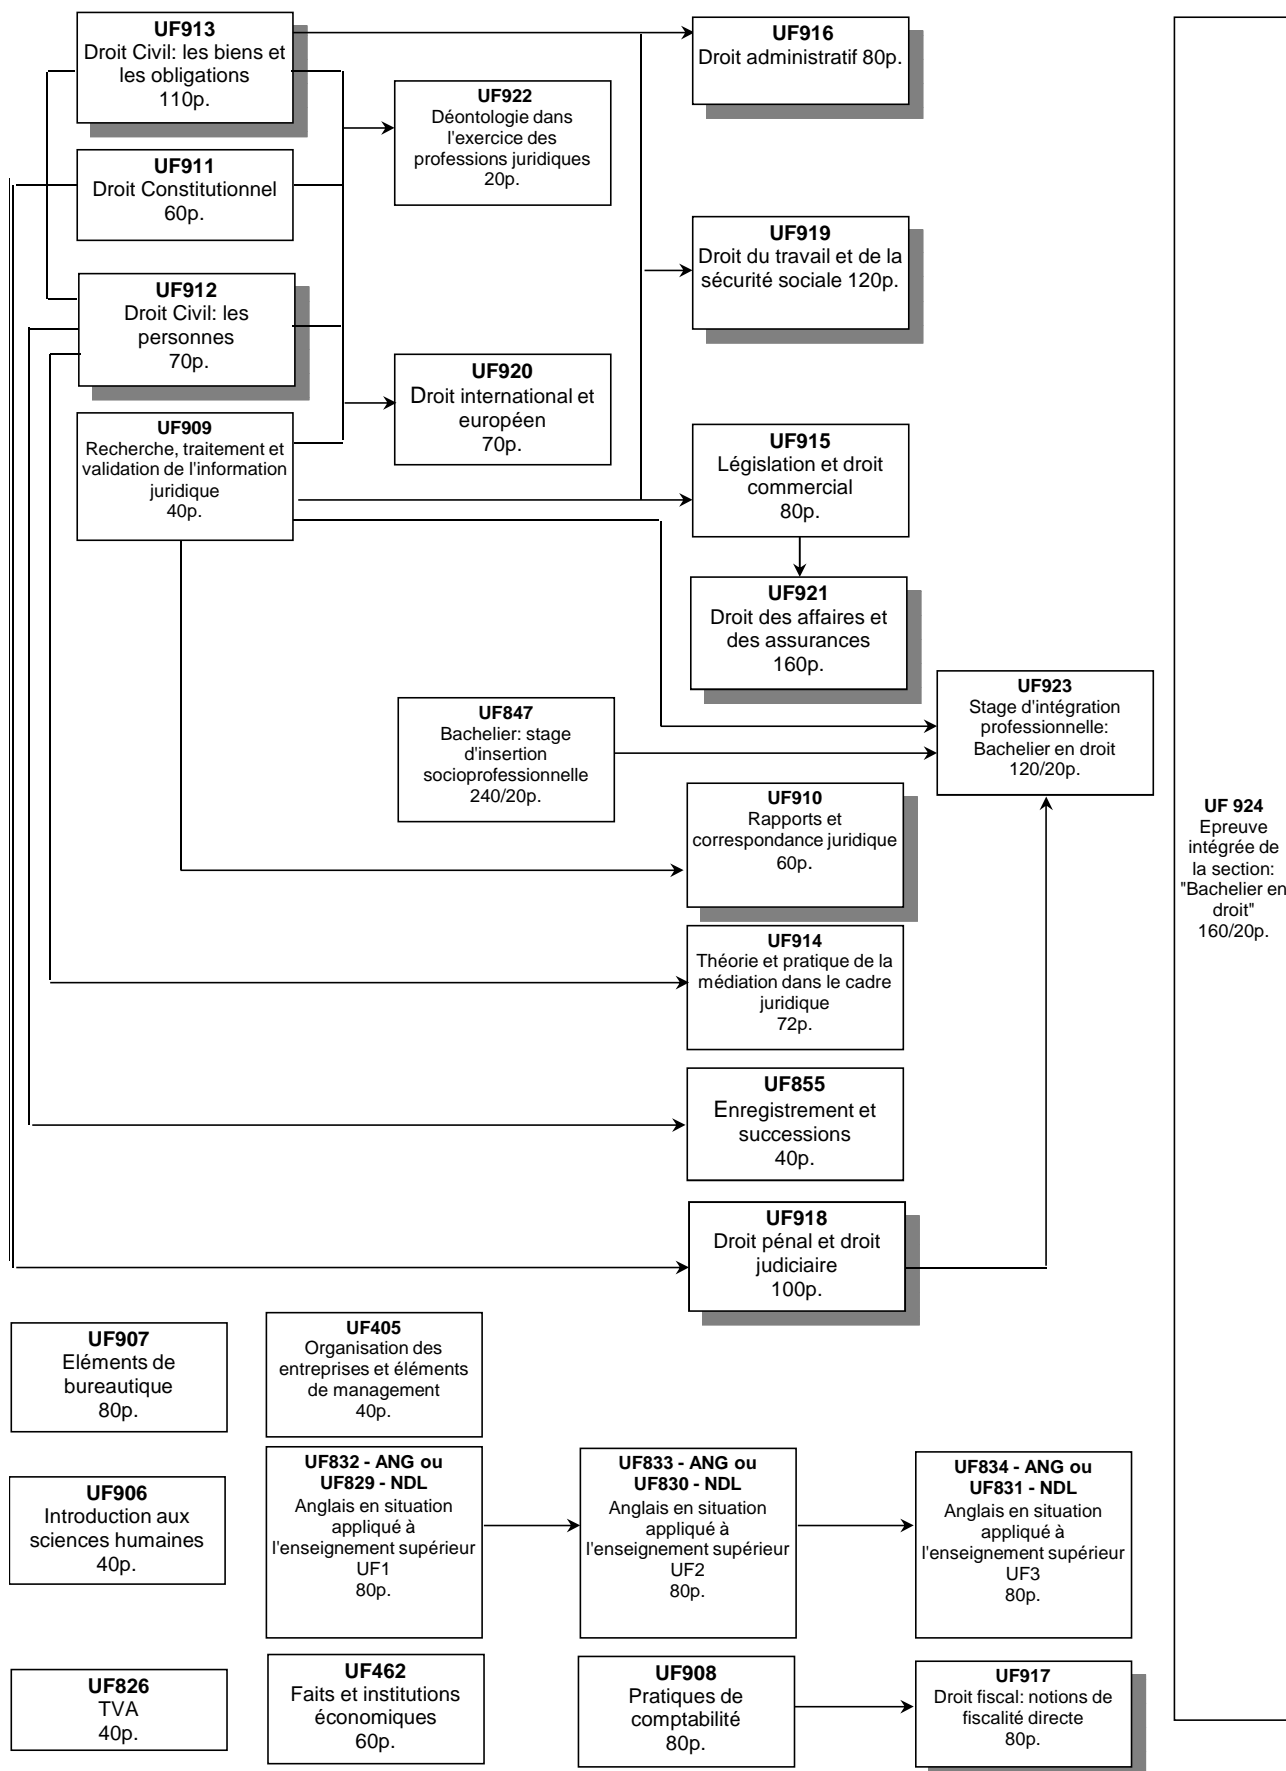 UF913
Droit Civil: les biens et
les obligations
110p.
UF916
Droit administratif 80p.
UF922
Déontologie dans
l'exercice des
professions juridiques
20p.
UF911
Droit Constitutionnel
60p.
UF919
Droit du travail et de la
sécurité sociale 120p.
UF912
Droit Civil: les
personnes
70p.
UF920
Droit international et
européen
70p.
UF909
Recherche, traitement et
validation de l'information
juridique
40p.
UF915
Législation et droit
commercial
80p.
UF921
Droit des affaires et
des assurances
160p.
UF923
Stage d'intégration
professionnelle:
Bachelier en droit
120/20p.
UF847
Bachelier: stage
d'insertion
socioprofessionnelle
240/20p.
UF910
Rapports et
correspondance juridique
60p.
UF 924
Epreuve
intégrée de
la section:
"Bachelier en
droit"
160/20p.
UF914
Théorie et pratique de la
médiation dans le cadre
juridique
72p.
UF855
Enregistrement et
successions
40p.
UF918
Droit pénal et droit
judiciaire
100p.
UF907
Eléments de
bureautique
80p.
UF405
Organisation des
entreprises et éléments
de management
40p.
UF906
Introduction aux
sciences humaines
40p.
UF832 - ANG ou
UF829 - NDL
Anglais en situation
appliqué à
l'enseignement supérieur
UF1
80p.
UF833 - ANG ou
UF830 - NDL
Anglais en situation
appliqué à
l'enseignement supérieur
UF2
80p.
UF834 - ANG ou
UF831 - NDL
Anglais en situation
appliqué à
l'enseignement supérieur
UF3
80p.
UF826
TVA
40p.
UF462
Faits et institutions
économiques
60p.
UF908
Pratiques de
comptabilité
80p.
UF917
Droit fiscal: notions de
fiscalité directe
80p.